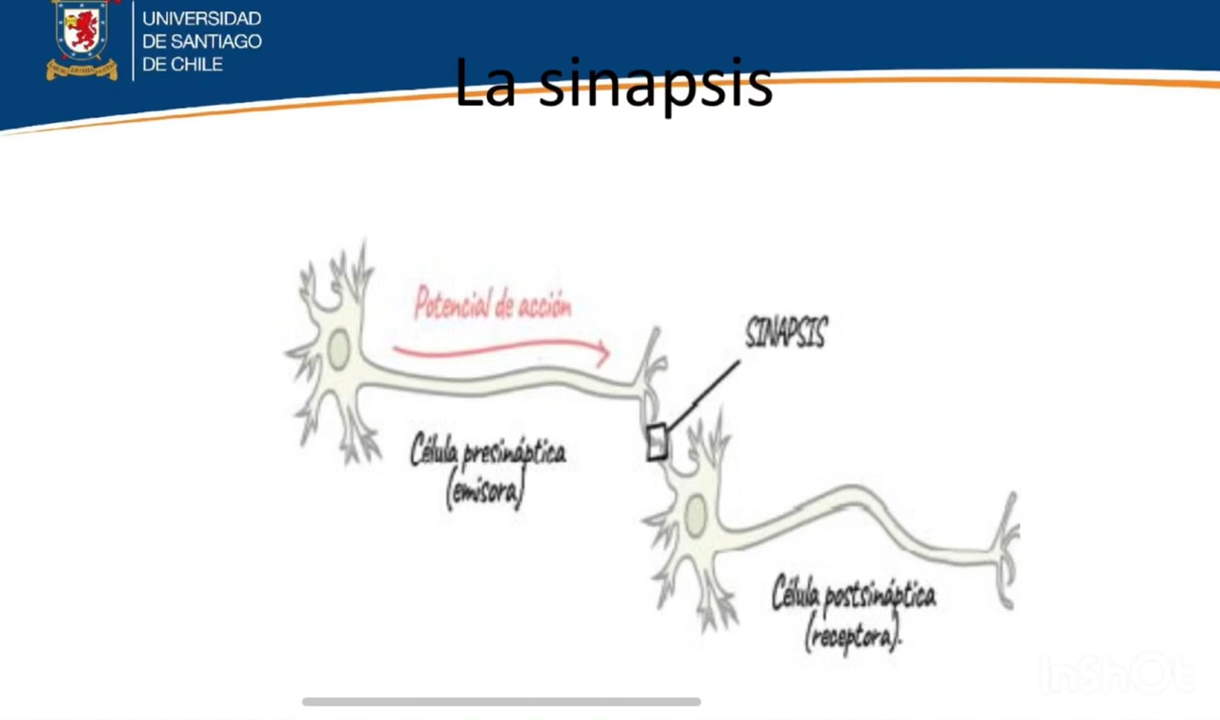 UNIVERSIDAD
DE SANTIAGO
DE CHILE
La sinapsis
Potencial de acción
SINAPSIS
Célula presináptica
(emisora)
Célula postsináptica
(receptora).
InShOt